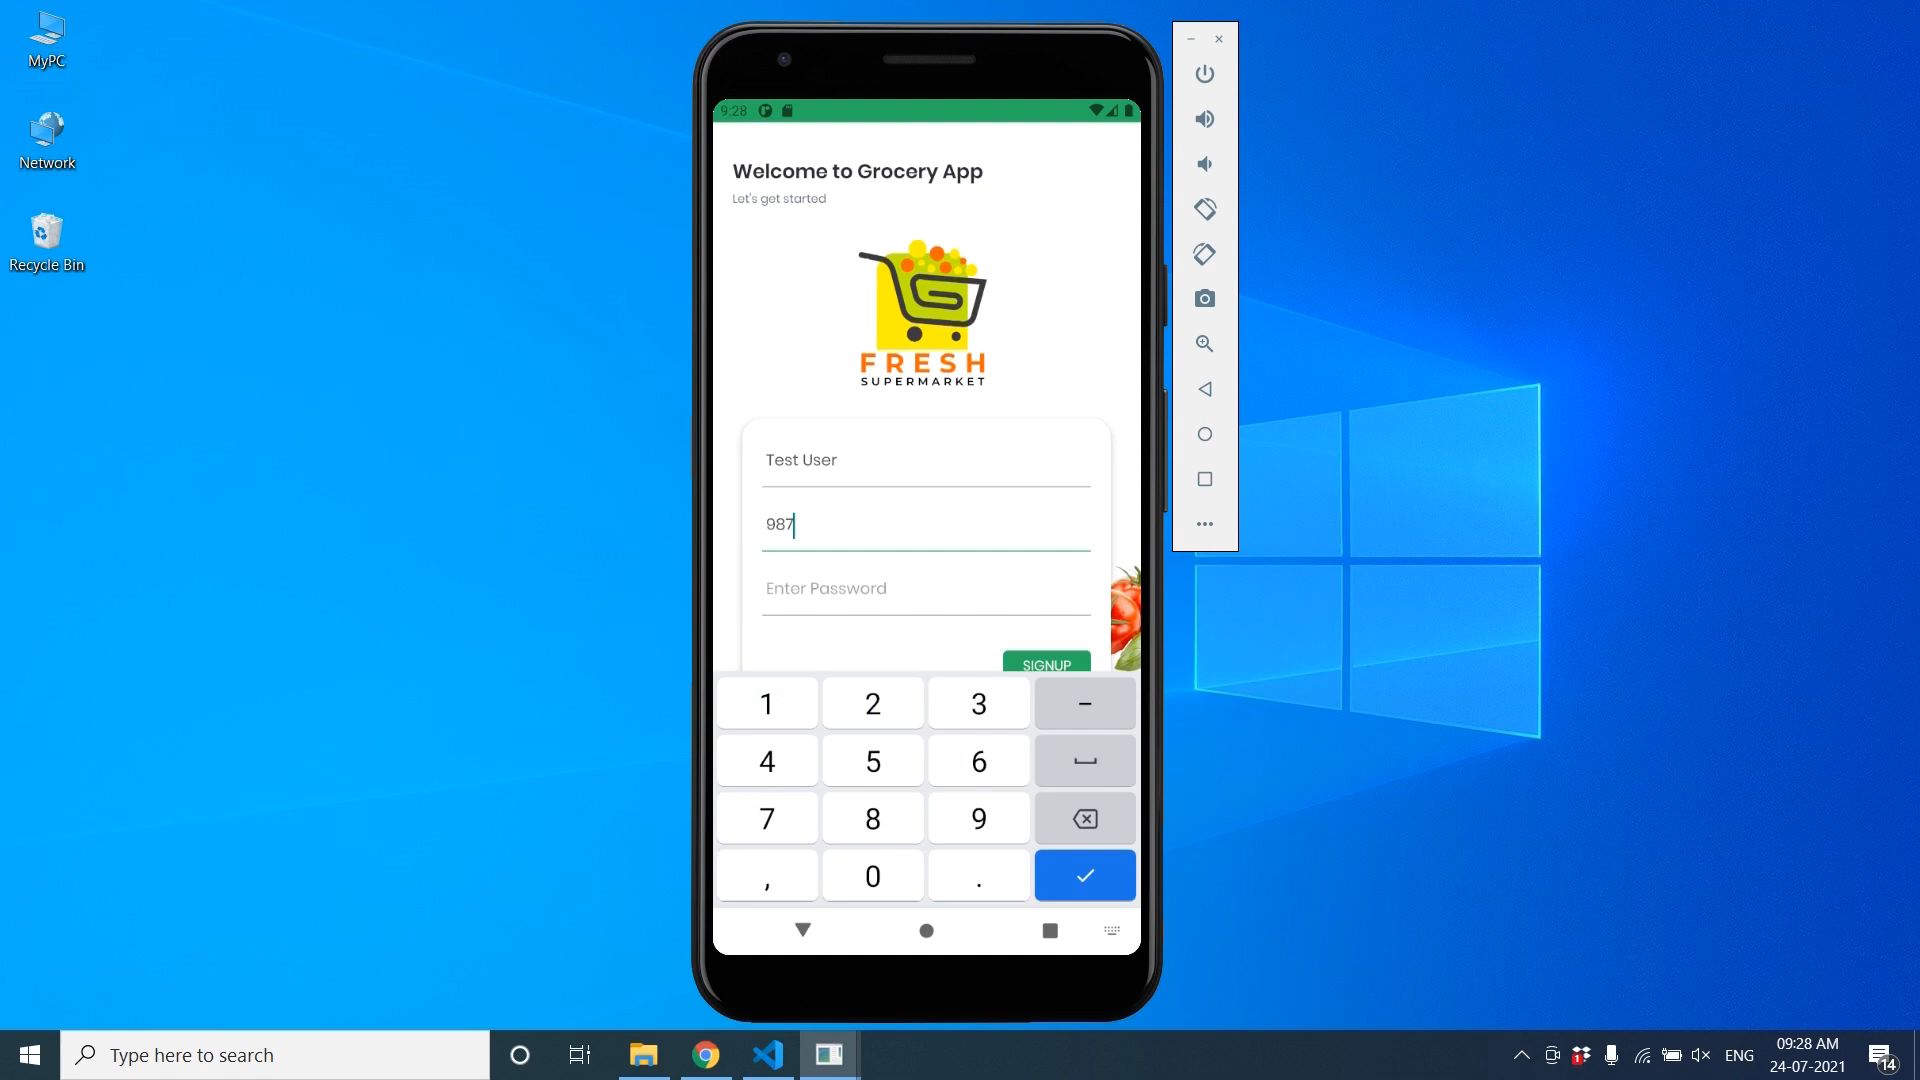 MyPC
Network
Recycle Bin
9:28
Welcome to Grocery App
Let's get started
FRESH
SUPERMARKET
Test User
987
Enter Password
SIGNUP
1 2 3 -
4 5 6
7 8 9
, 0 .
Type here to search
1
ENG
09:28 AM
24-07-2021
14